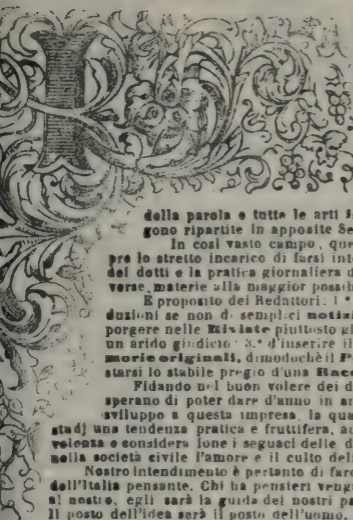 I
della parola e tutte le arti
gono ripartite in apposite Se
In così vasto campo, que
pre lo stretto incarico di farsi int
dei dotti e la pratica giornaliera d
verse, materie alla maggior possib
E proposito dei Redattori: 1.°
duzioni se non di semplici notizi
porgere nelle Riviste piuttosto gi
un arido giudicio: 3.° d'inserire il
morie originali, dimodochè il P
starsi lo stabile pregio d'una Racc
Fidando nel buon volere dei d
sperano di poter dare d'anno in an
sviluppo a questa impresa, la qua
studj una tendenza pratica e fruttifera, ac
valenza e considera ione i seguaci delle d
nella società civile l'amore e il culto dell
Nostro intendimento è pertanto di farc
dell'Italia pensante. Chi ha pensieri veng
al nostro, egli sarà la guida dei nostri p
Il posto dell'idea sarà il posto dell'uomo.